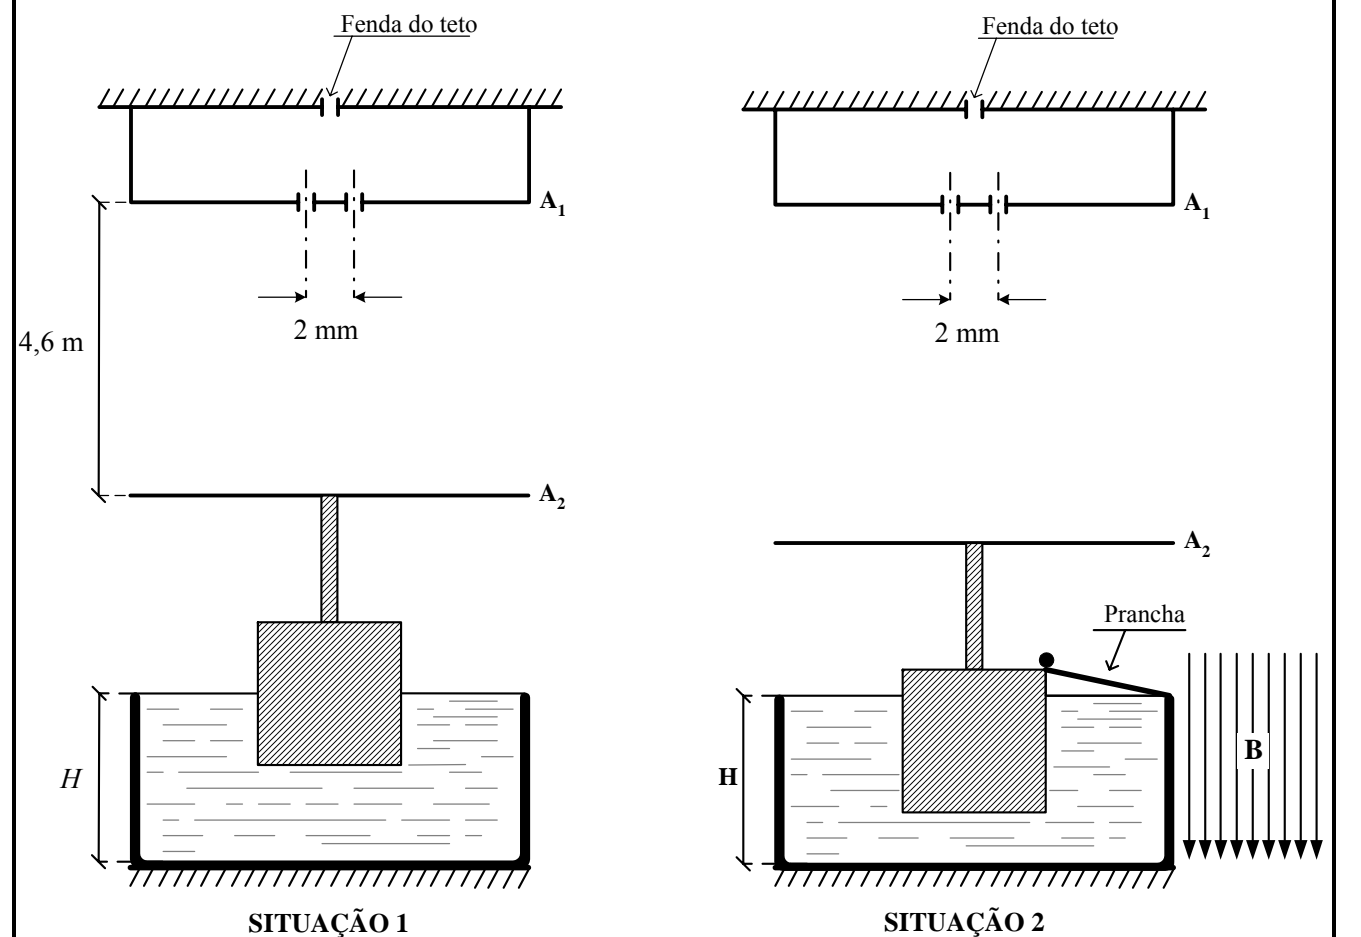 Fenda do teto
A1
2 mm
4,6 m
A2
H
SITUAÇÃO 1
Fenda do teto
A1
2 mm
A2
Prancha
B
H
SITUAÇÃO 2